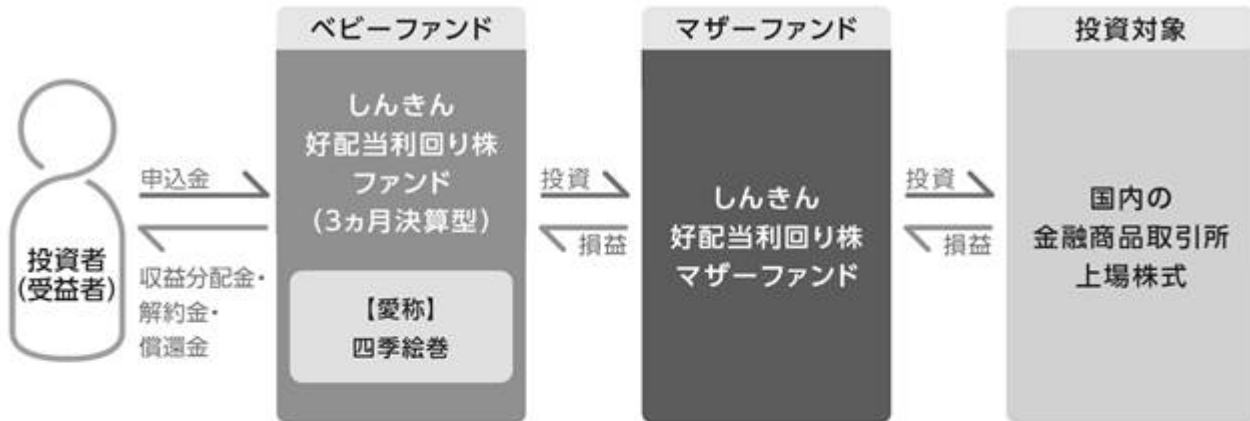 投資者
(受益者)
申込金
収益分配金・
解約金・
償還金
ベビーファンド
しんきん
好配当利回り株
ファンド
(3ヵ月決算型)
【愛称】
四季絵巻
投資
損益
マザーファンド
しんきん
好配当利回り株
マザーファンド
投資
損益
投資対象
国内の
金融商品取引所
上場株式